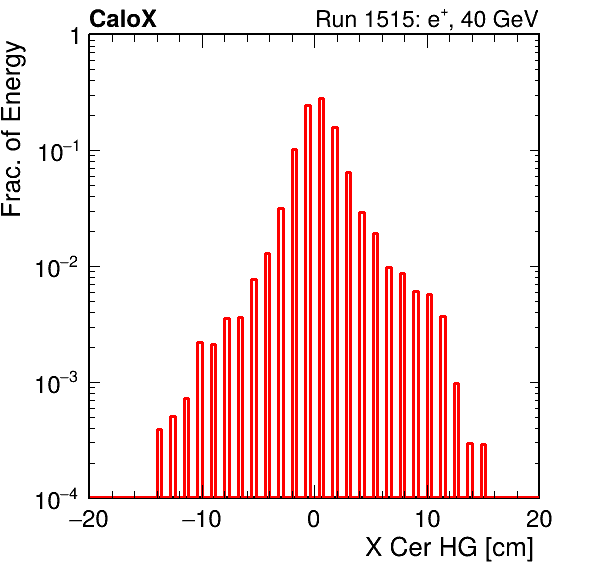 CaloX Run 1515: e⁺, 40 GeV
Frac. of Energy
1
10⁻¹
10⁻²
10⁻³
10⁻⁴
−20 −10 0 10 20
X Cer HG [cm]